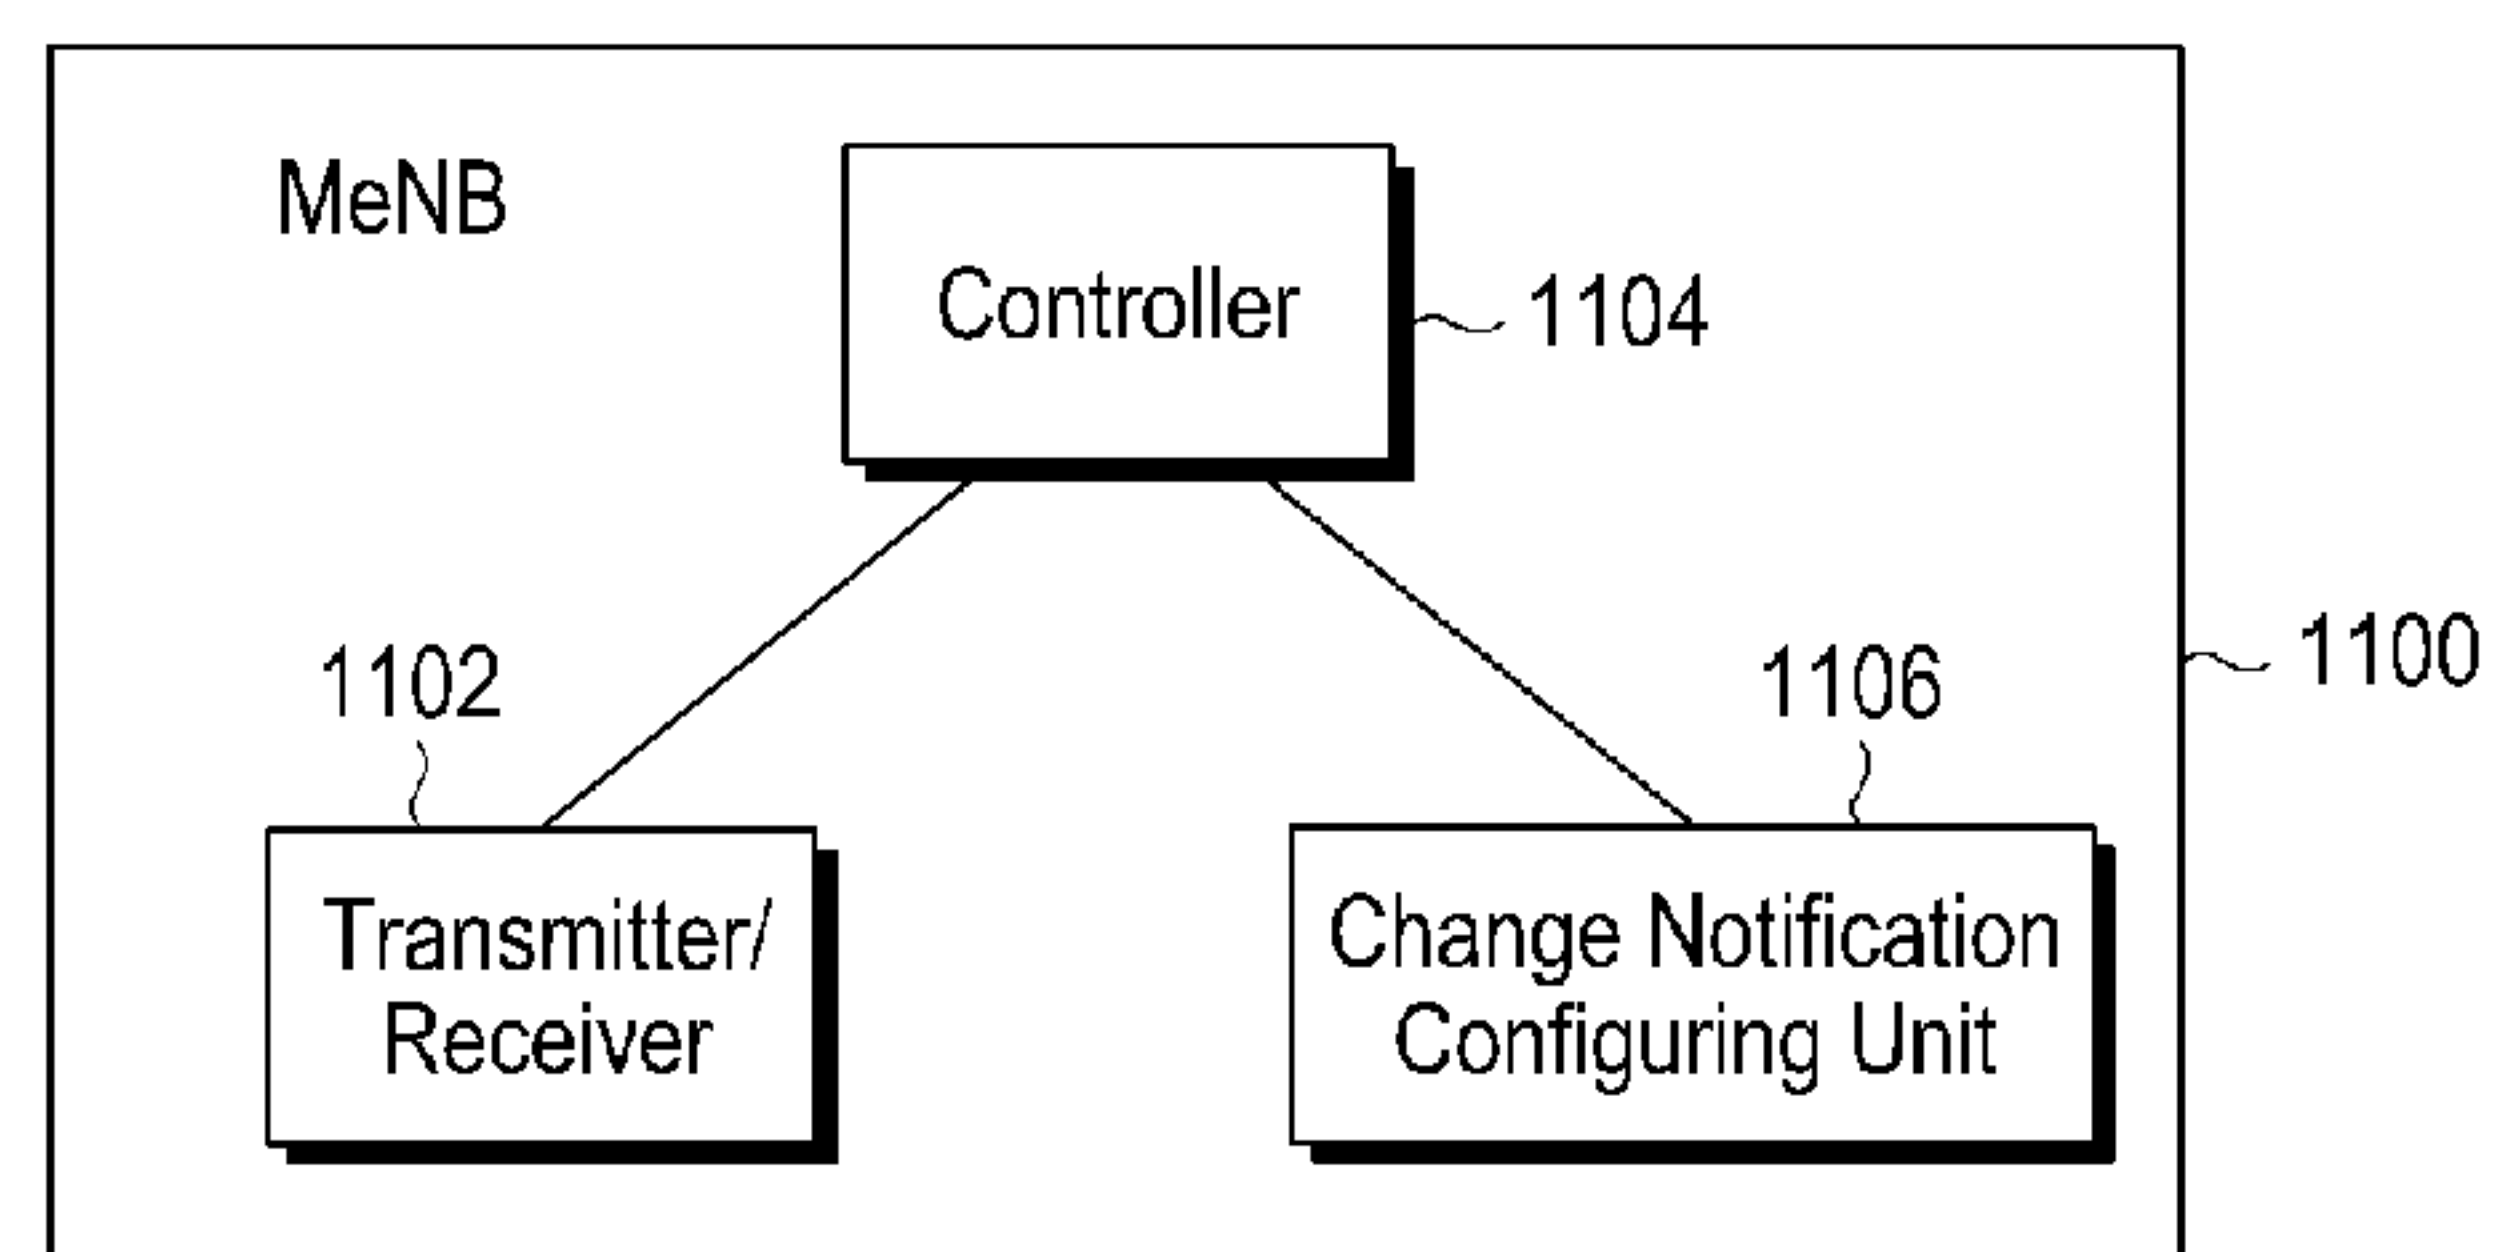 MeNB
Controller
1104
1100
1102
1106
Transmitter/
Receiver
Change Notification
Configuring Unit